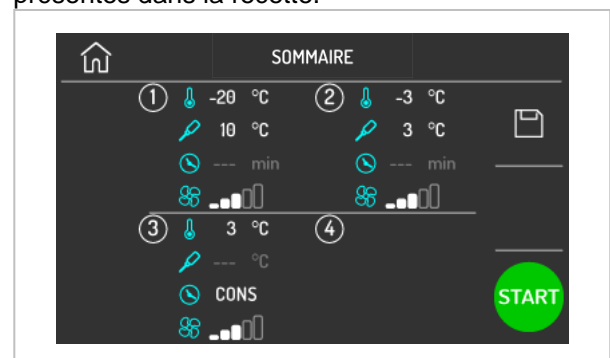 présentes dans la recette.
SOMMAIRE
1 -20 °C 2 -3 °C
10 °C 3 °C
--- min --- min
3 3 °C 4
--- °C
CONS
START